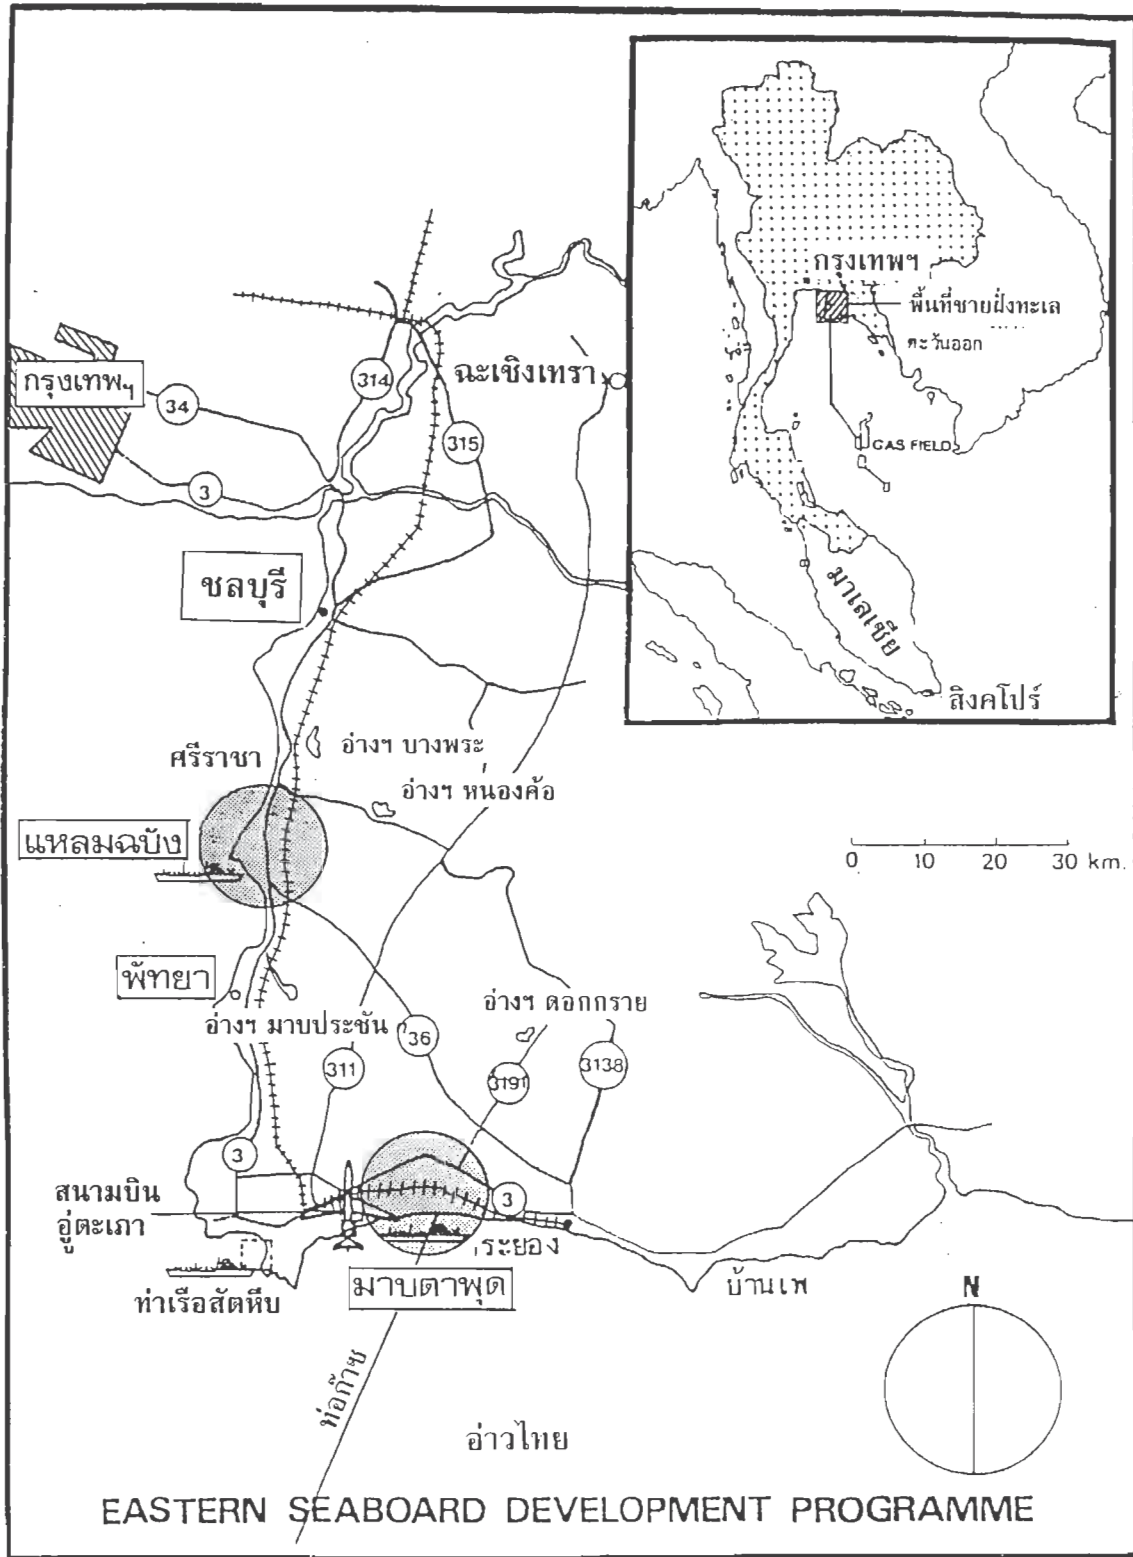 กรุงเทพฯ
พื้นที่ชายฝั่งทะเล
ตะวันออก
GAS FIELD
มาเลเซีย
สิงคโปร์
กรุงเทพฯ
34
3
314
315
ฉะเชิงเทรา
ชลบุรี
ศรีราชา
อ่างฯ บางพระ
อ่างฯ หนองค้อ
แหลมฉบัง
0 10 20 30 km.
พัทยา
อ่างฯ มาบประชัน
อ่างฯ ดอกกราย
36
311
3191
3138
3
3
สนามบิน
อู่ตะเภา
ระยอง
มาบตาพุด
ท่าเรือสัตหีบ
บ้านเพ
N
ท่อก๊าซ
อ่าวไทย
EASTERN SEABOARD DEVELOPMENT PROGRAMME